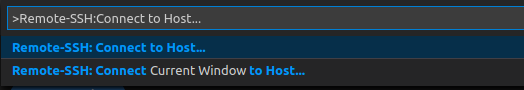 >Remote-SSH:Connect to Host...
Remote-SSH: Connect to Host...
Remote-SSH: Connect Current Window to Host...